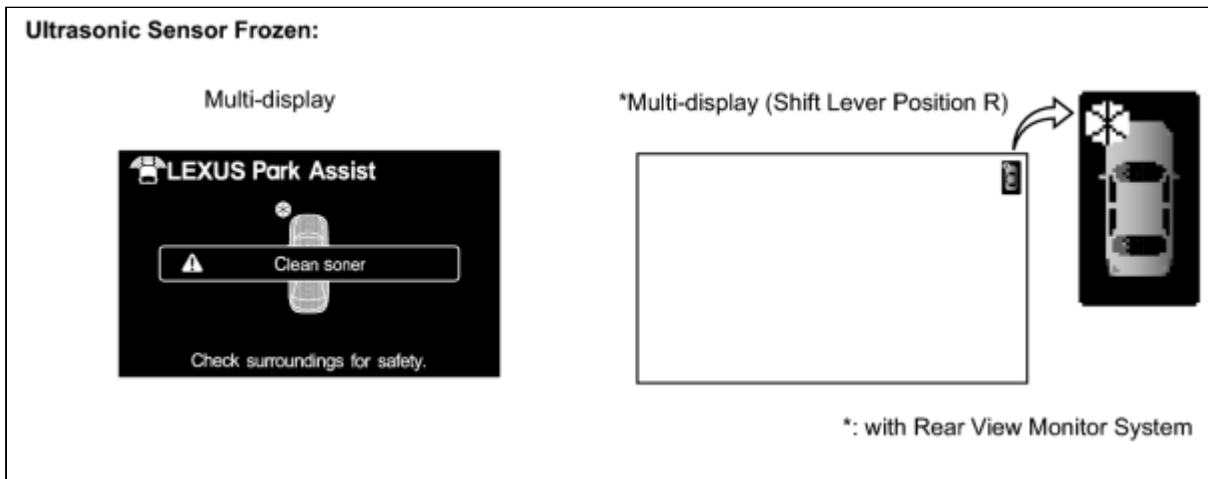 Ultrasonic Sensor Frozen:
Multi-display
*Multi-display (Shift Lever Position R)
LEXUS Park Assist
Clean soner
Check surroundings for safety.
*: with Rear View Monitor System